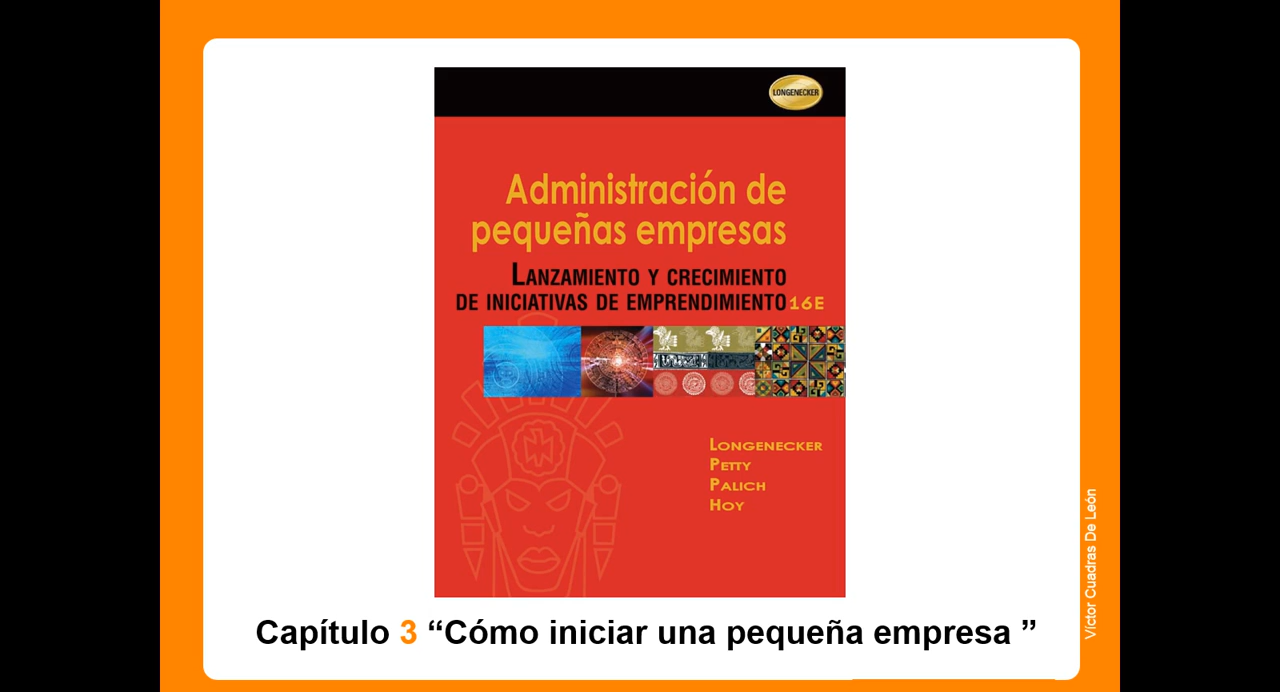 LONGENECKER
Administración de
pequeñas empresas
LANZAMIENTO Y CRECIMIENTO
DE INICIATIVAS DE EMPRENDIMIENTO 16E
LONGENECKER
PETTY
PALICH
HOY
Capítulo 3 “Cómo iniciar una pequeña empresa ”
Víctor Cuadras De León